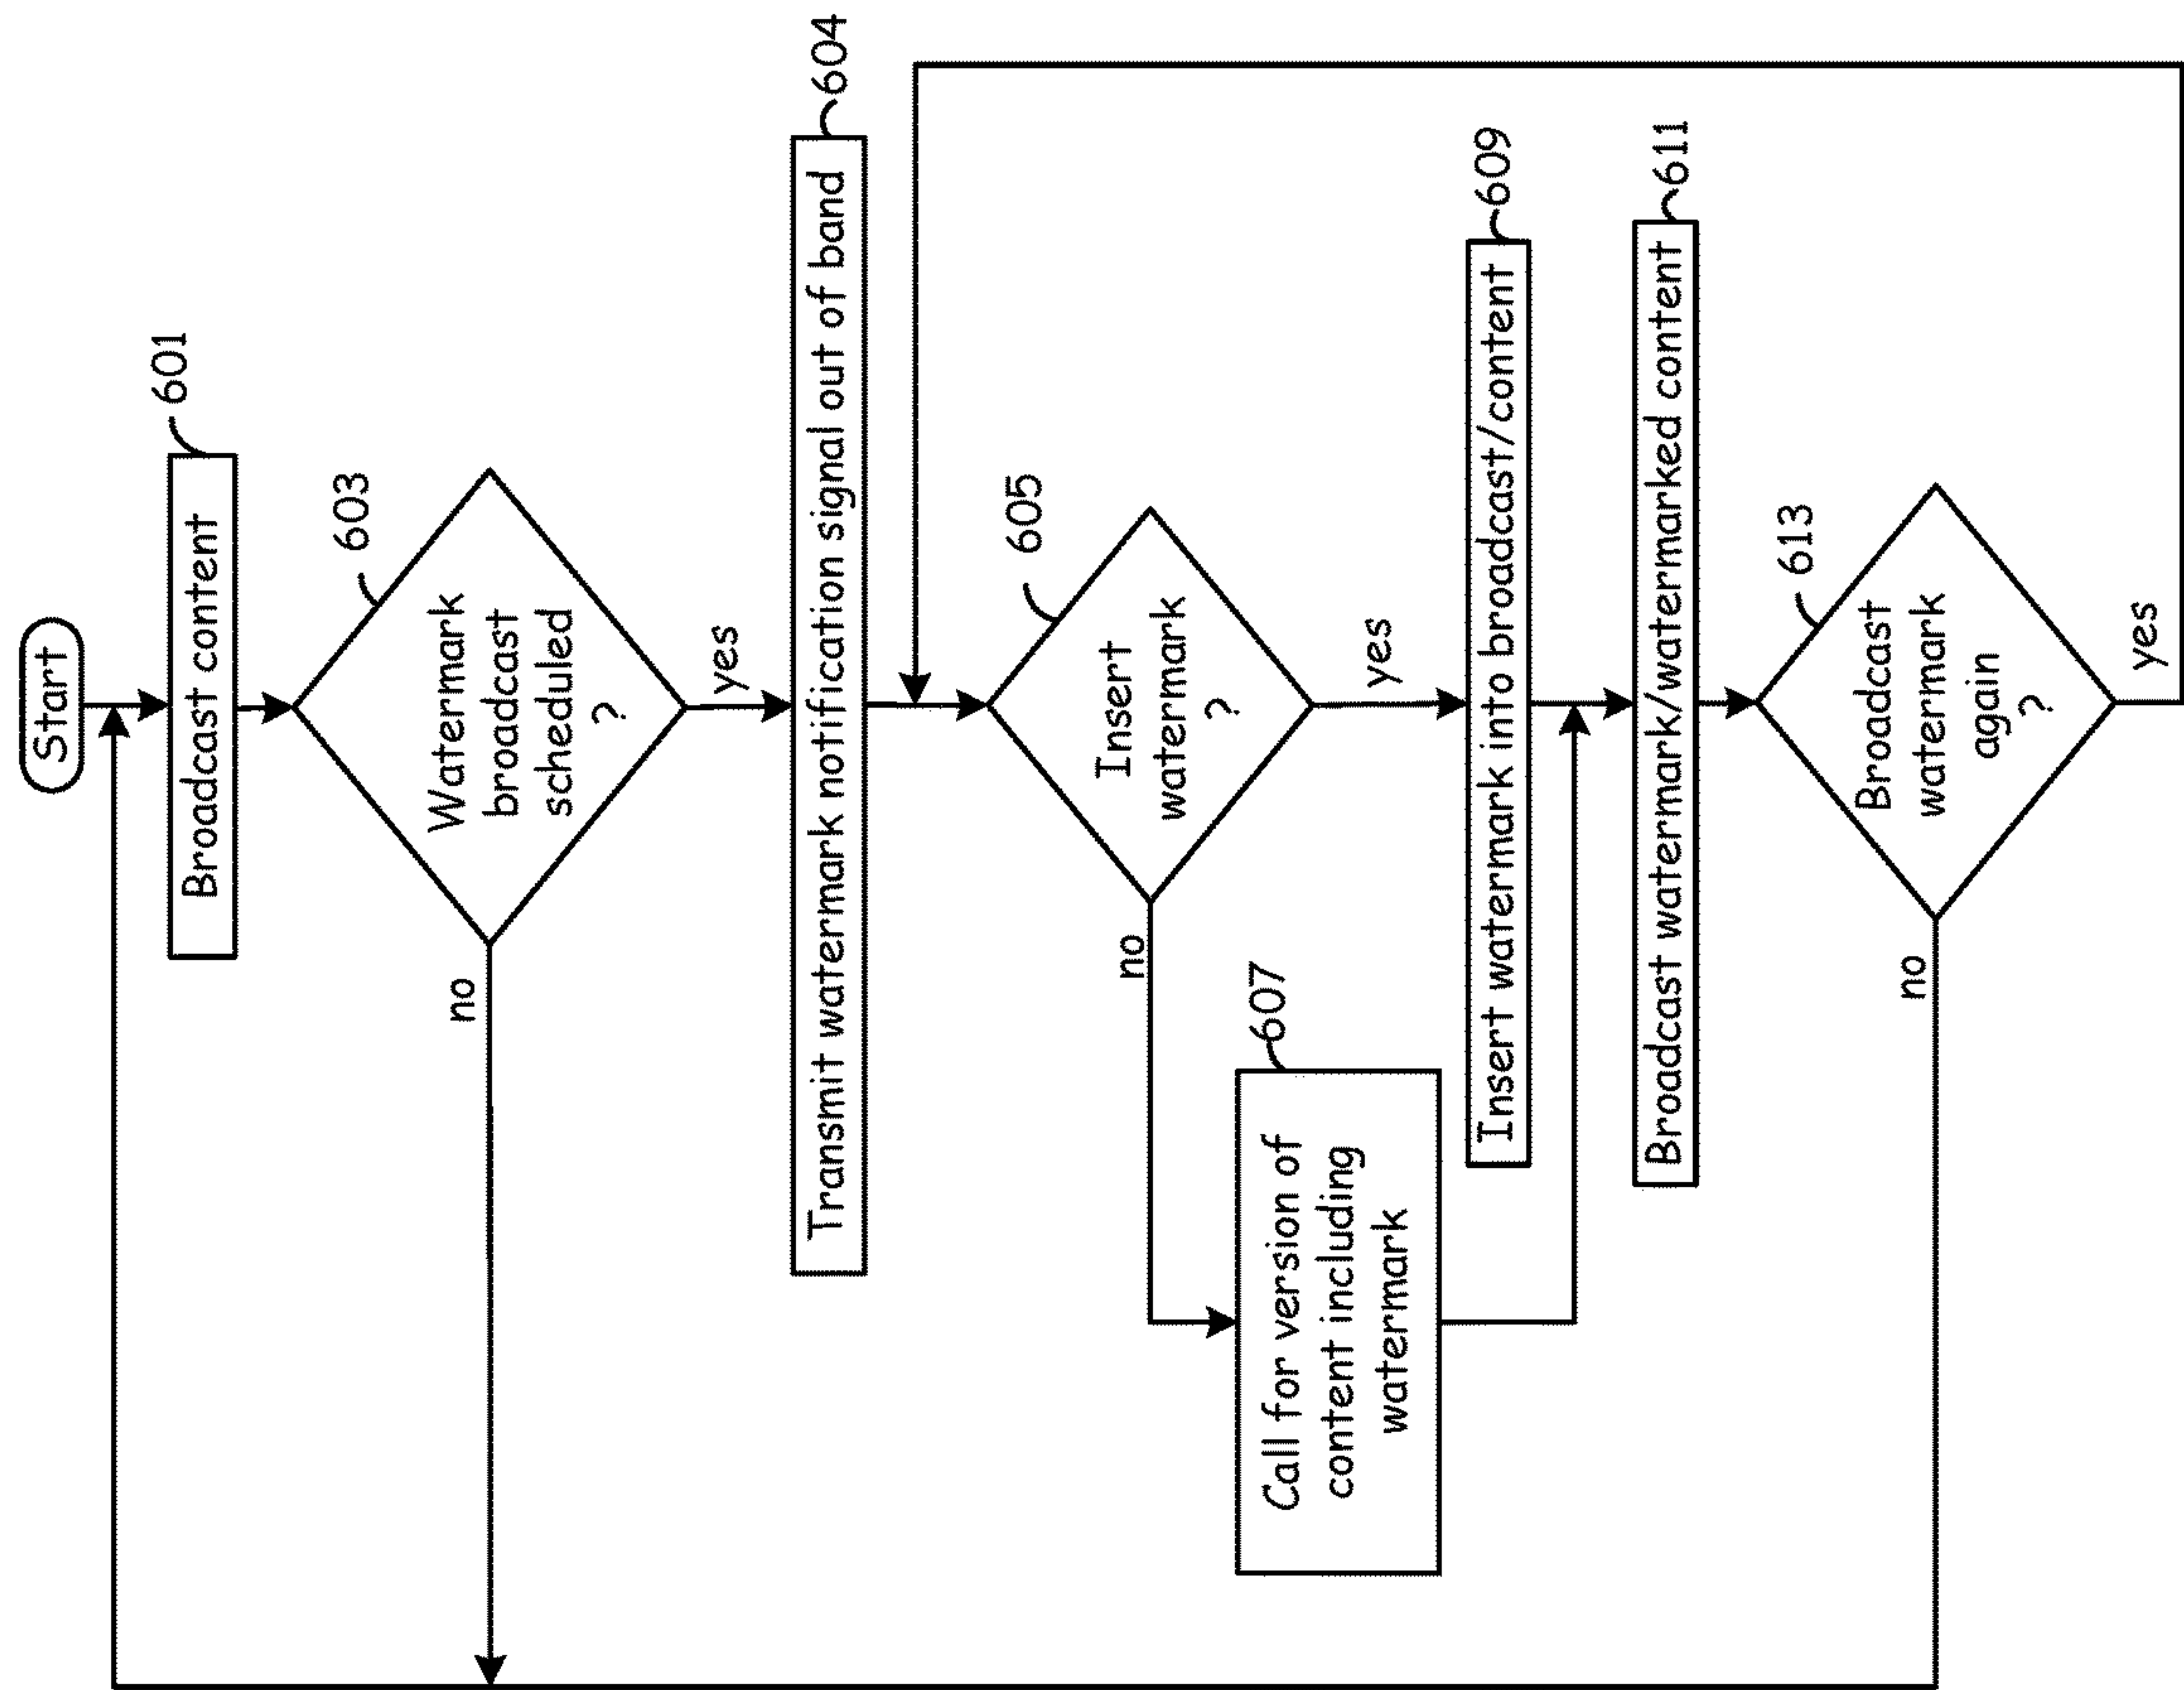 Start
601
Broadcast content
603
Watermark
broadcast
scheduled
?
no
yes
604
Transmit watermark notification signal out of band
605
Insert
watermark
?
no
yes
607
Call for version of
content including
watermark
609
Insert watermark into broadcast/content
611
Broadcast watermark/watermarked content
613
Broadcast
watermark
again
?
no
yes